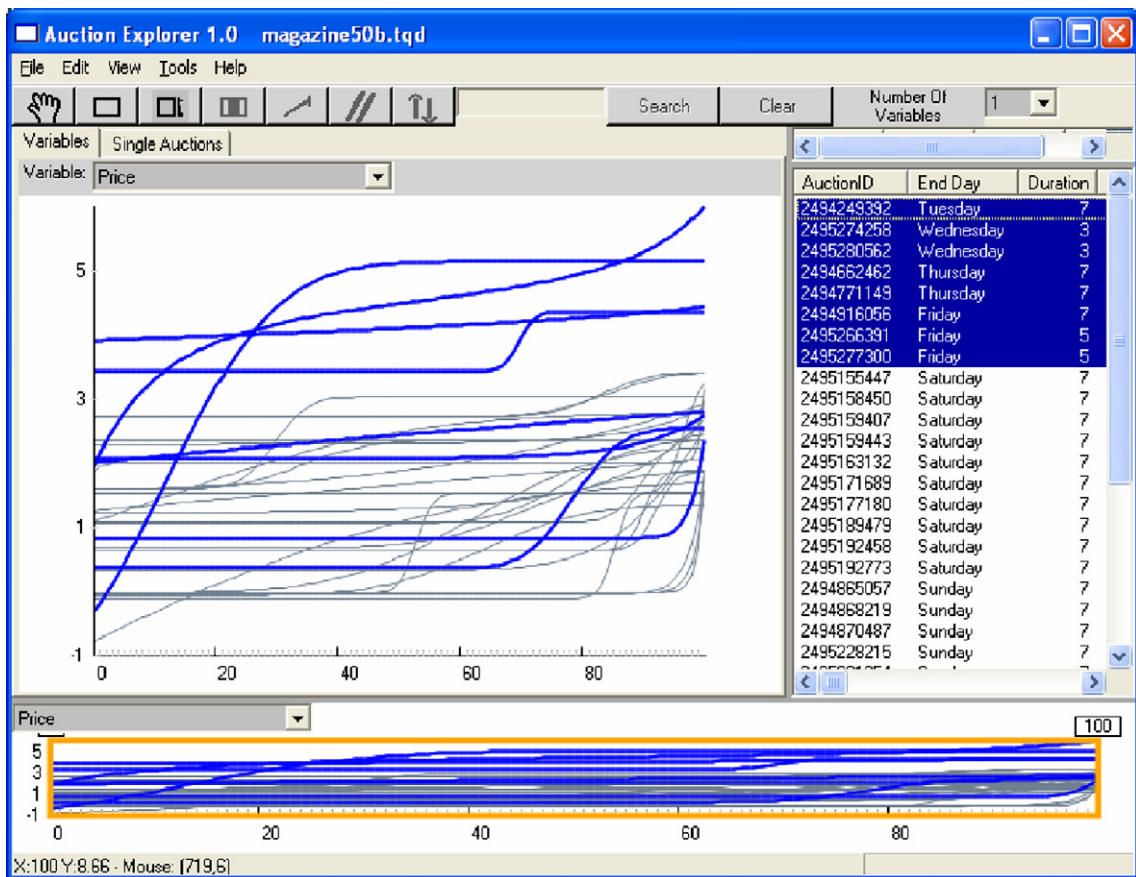 Auction Explorer 1.0 magazine50b.tqd
File Edit View Tools Help
Search Clear Number Of Variables 1
Variables Single Auctions
Variable: Price
5
3
1
-1
0 20 40 60 80
AuctionID End Day Duration
2494249392 Tuesday 7
2495274258 Wednesday 3
2495280562 Wednesday 3
2494662462 Thursday 7
2494771149 Thursday 7
2494916056 Friday 7
2495266391 Friday 5
2495277300 Friday 5
2495155447 Saturday 7
2495158450 Saturday 7
2495159407 Saturday 7
2495159443 Saturday 7
2495163132 Saturday 7
2495171689 Saturday 7
2495177180 Saturday 7
2495189479 Saturday 7
2495192458 Saturday 7
2495192773 Saturday 7
2494865057 Sunday 7
2494868219 Sunday 7
2494870487 Sunday 7
2495228215 Sunday 7
Price
100
5
3
1
-1
0 20 40 60 80
X:100 Y:8.66 - Mouse: (719,6)